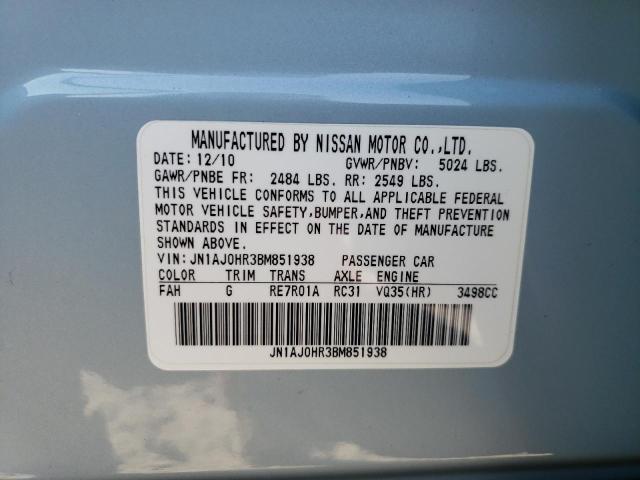 MANUFACTURED BY NISSAN MOTOR CO.,LTD.
DATE: 12/10 GVWR/PNBV: 5024 LBS.
GAWR/PNBE FR: 2484 LBS. RR: 2549 LBS.
THIS VEHICLE CONFORMS TO ALL APPLICABLE FEDERAL
MOTOR VEHICLE SAFETY,BUMPER,AND THEFT PREVENTION
STANDARDS IN EFFECT ON THE DATE OF MANUFACTURE
SHOWN ABOVE.
VIN: JN1AJ0HR3BM851938 PASSENGER CAR
COLOR TRIM TRANS AXLE ENGINE
FAH G RE7R01A RC31 VQ35(HR) 3498CC
JN1AJ0HR3BM851938